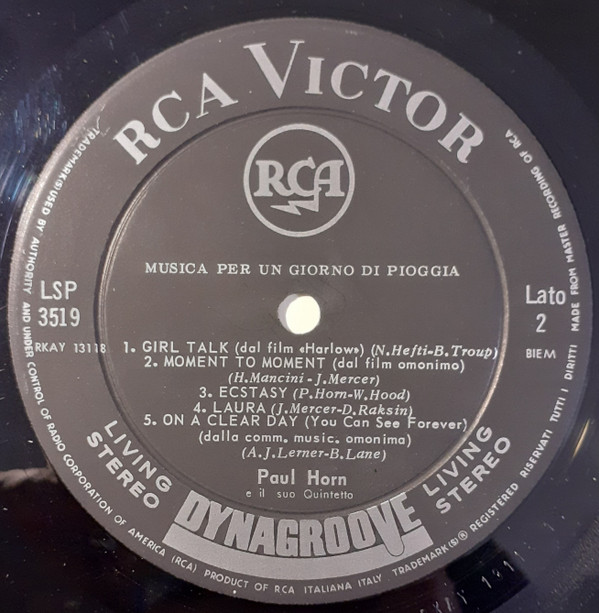 RCA VICTOR
RCA
MUSICA PER UN GIORNO DI PIOGGIA
LSP
3519
RKAY 13118
Lato
2
BIEM
1. GIRL TALK (dal film «Harlow») (N.Hefti-B.Troup)
2. MOMENT TO MOMENT (dal film omonimo)
(H.Mancini-J.Mercer)
3. ECSTASY (P.Horn-W.Hood)
4. LAURA (J.Mercer-D.Raksin)
5. ON A CLEAR DAY (You Can See Forever)
(dalla comm. music. omonima)
(A.J.Lerner-B.Lane)
Paul Horn
e il suo Quintetto
LIVING
STEREO
DYNAGROOVE
LIVING
STEREO
TRADEMARK(S)® USED BY AUTHORITY AND UNDER CONTROL OF RADIO CORPORATION OF AMERICA (RCA) PRODUCT OF RCA ITALIANA ITALY TRADEMARK(S)® REGISTERED RISERVATI TUTTI I DIRITTI MADE FROM MASTER RECORDING OF RCA